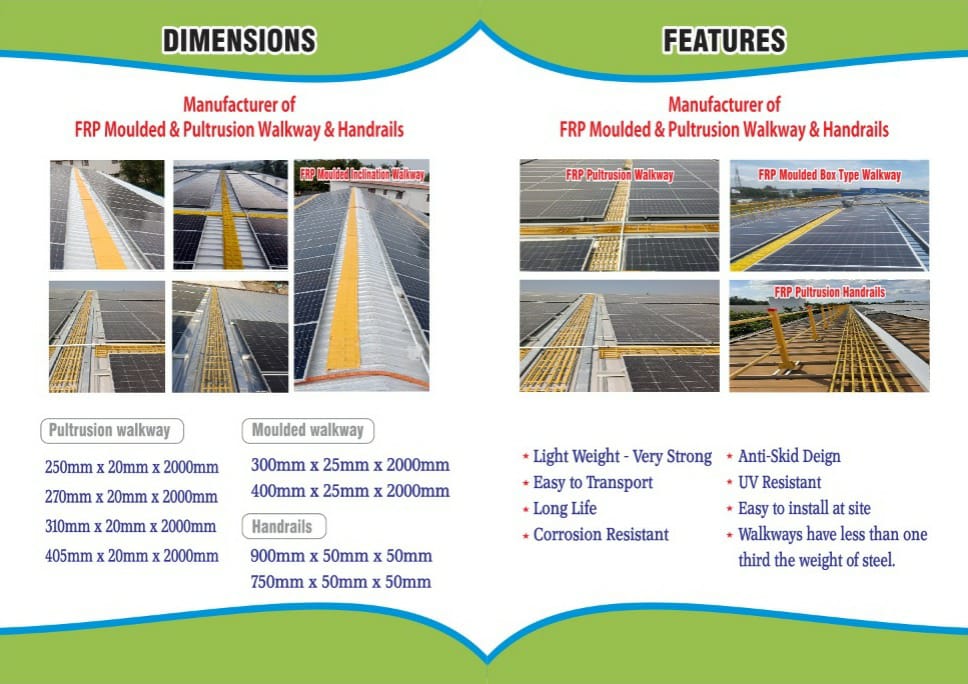 DIMENSIONS
Manufacturer of
FRP Moulded & Pultrusion Walkway & Handrails
FRP Moulded Inclination Walkway
Pultrusion walkway
250mm x 20mm x 2000mm
270mm x 20mm x 2000mm
310mm x 20mm x 2000mm
405mm x 20mm x 2000mm
Moulded walkway
300mm x 25mm x 2000mm
400mm x 25mm x 2000mm
Handrails
900mm x 50mm x 50mm
750mm x 50mm x 50mm
FEATURES
Manufacturer of
FRP Moulded & Pultrusion Walkway & Handrails
FRP Pultrusion Walkway
FRP Moulded Box Type Walkway
FRP Pultrusion Handrails
★ Light Weight - Very Strong
★ Easy to Transport
★ Long Life
★ Corrosion Resistant
★ Anti-Skid Deign
★ UV Resistant
★ Easy to install at site
★ Walkways have less than one
third the weight of steel.